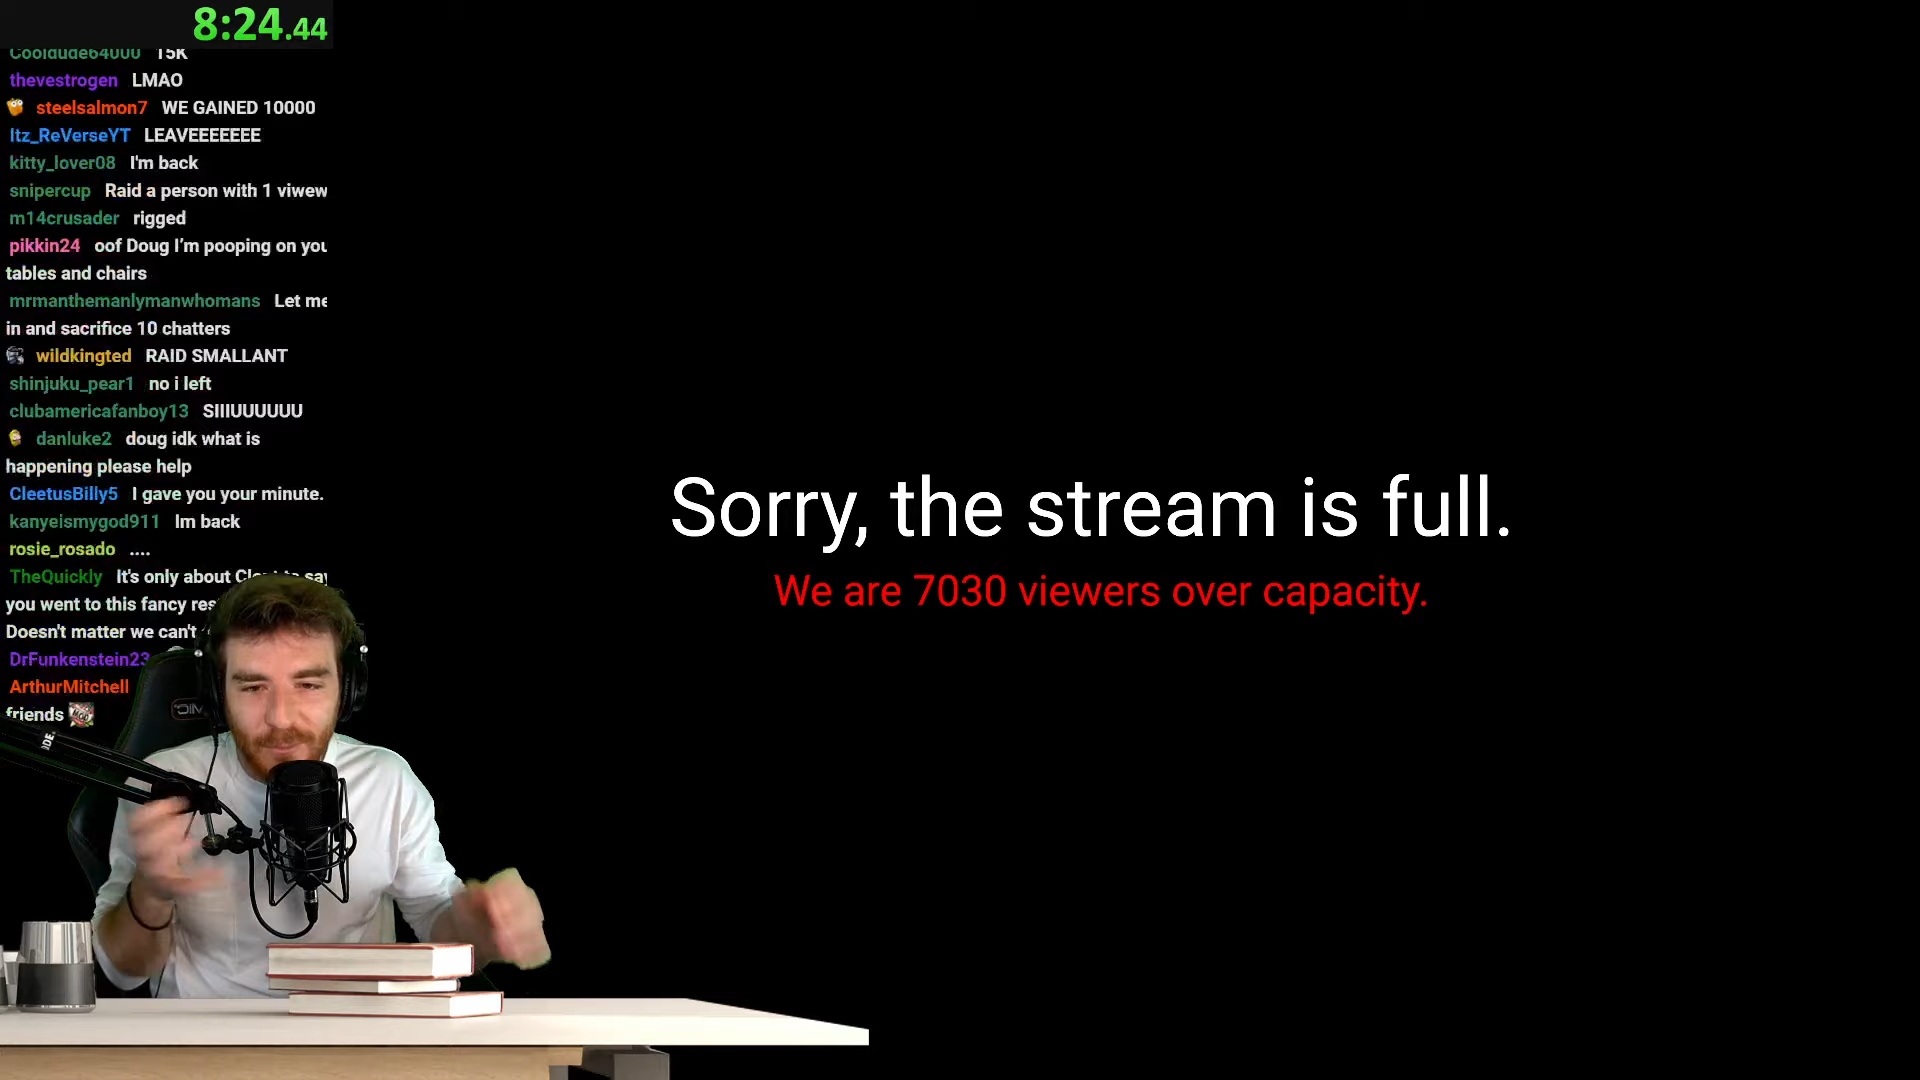 8:24.44
Cooldude64000 15K
thevestrogen LMAO
steelsalmon7 WE GAINED 10000
Itz_ReVerseYT LEAVEEEEEEE
kitty_lover08 I'm back
snipercup Raid a person with 1 viwew
m14crusader rigged
pikkin24 oof Doug I'm pooping on you
tables and chairs
mrmanthemanlymanwhomans Let me
in and sacrifice 10 chatters
wildkingted RAID SMALLANT
shinjuku_pear1 no i left
clubamericafanboy13 SIIIUUUUUU
danluke2 doug idk what is
happening please help
CleetusBilly5 I gave you your minute.
kanyeismygod911 Im back
rosie_rosado ....
TheQuickly It's only about
you went to this fancy
Doesn't matter we can't
DrFunkenstein23
ArthurMitchell
friends
Sorry, the stream is full.
We are 7030 viewers over capacity.